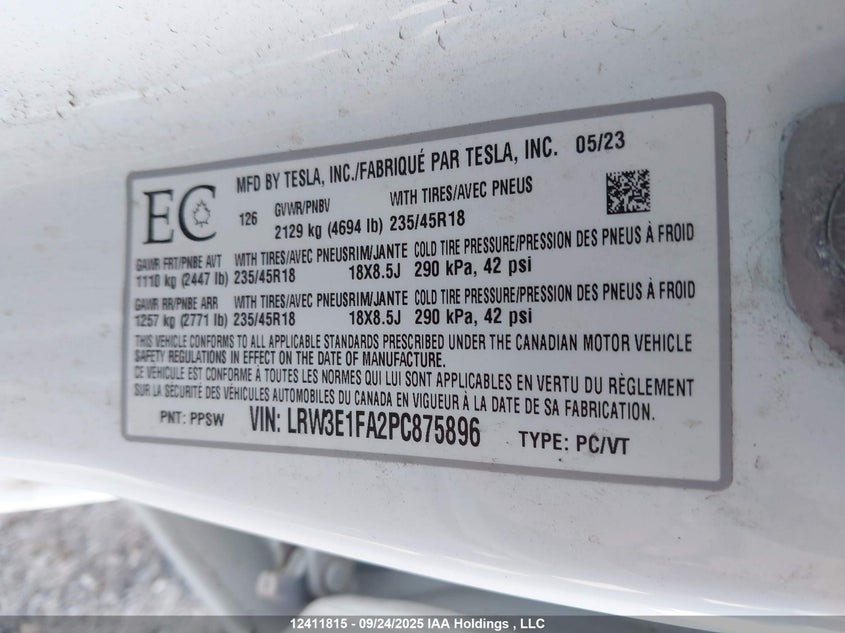 MFD BY TESLA, INC./FABRIQUÉ PAR TESLA, INC. 05/23
EC
126 GVWR/PNBV WITH TIRES/AVEC PNEUS
2129 kg (4694 lb) 235/45R18
GAWR FRT/PNBE AVT WITH TIRES/AVEC PNEUS RIM/JANTE COLD TIRE PRESSURE/PRESSION DES PNEUS À FROID
1110 kg (2447 lb) 235/45R18 18X8.5J 290 kPa, 42 psi
GAWR RR/PNBE ARR WITH TIRES/AVEC PNEUS RIM/JANTE COLD TIRE PRESSURE/PRESSION DES PNEUS À FROID
1257 kg (2771 lb) 235/45R18 18X8.5J 290 kPa, 42 psi
THIS VEHICLE CONFORMS TO ALL APPLICABLE STANDARDS PRESCRIBED UNDER THE CANADIAN MOTOR VEHICLE
SAFETY REGULATIONS IN EFFECT ON THE DATE OF MANUFACTURE.
CE VÉHICULE EST CONFORME À TOUTES LES NORMES QUI LUI SONT APPLICABLES EN VERTU DU RÈGLEMENT
SUR LA SÉCURITÉ DES VÉHICULES AUTOMOBILES DU CANADA EN VIGUEUR À LA DATE DE SA FABRICATION.
PNT: PPSW VIN: LRW3E1FA2PC875896 TYPE: PC/VT
12411815 - 09/24/2025 IAA Holdings , LLC